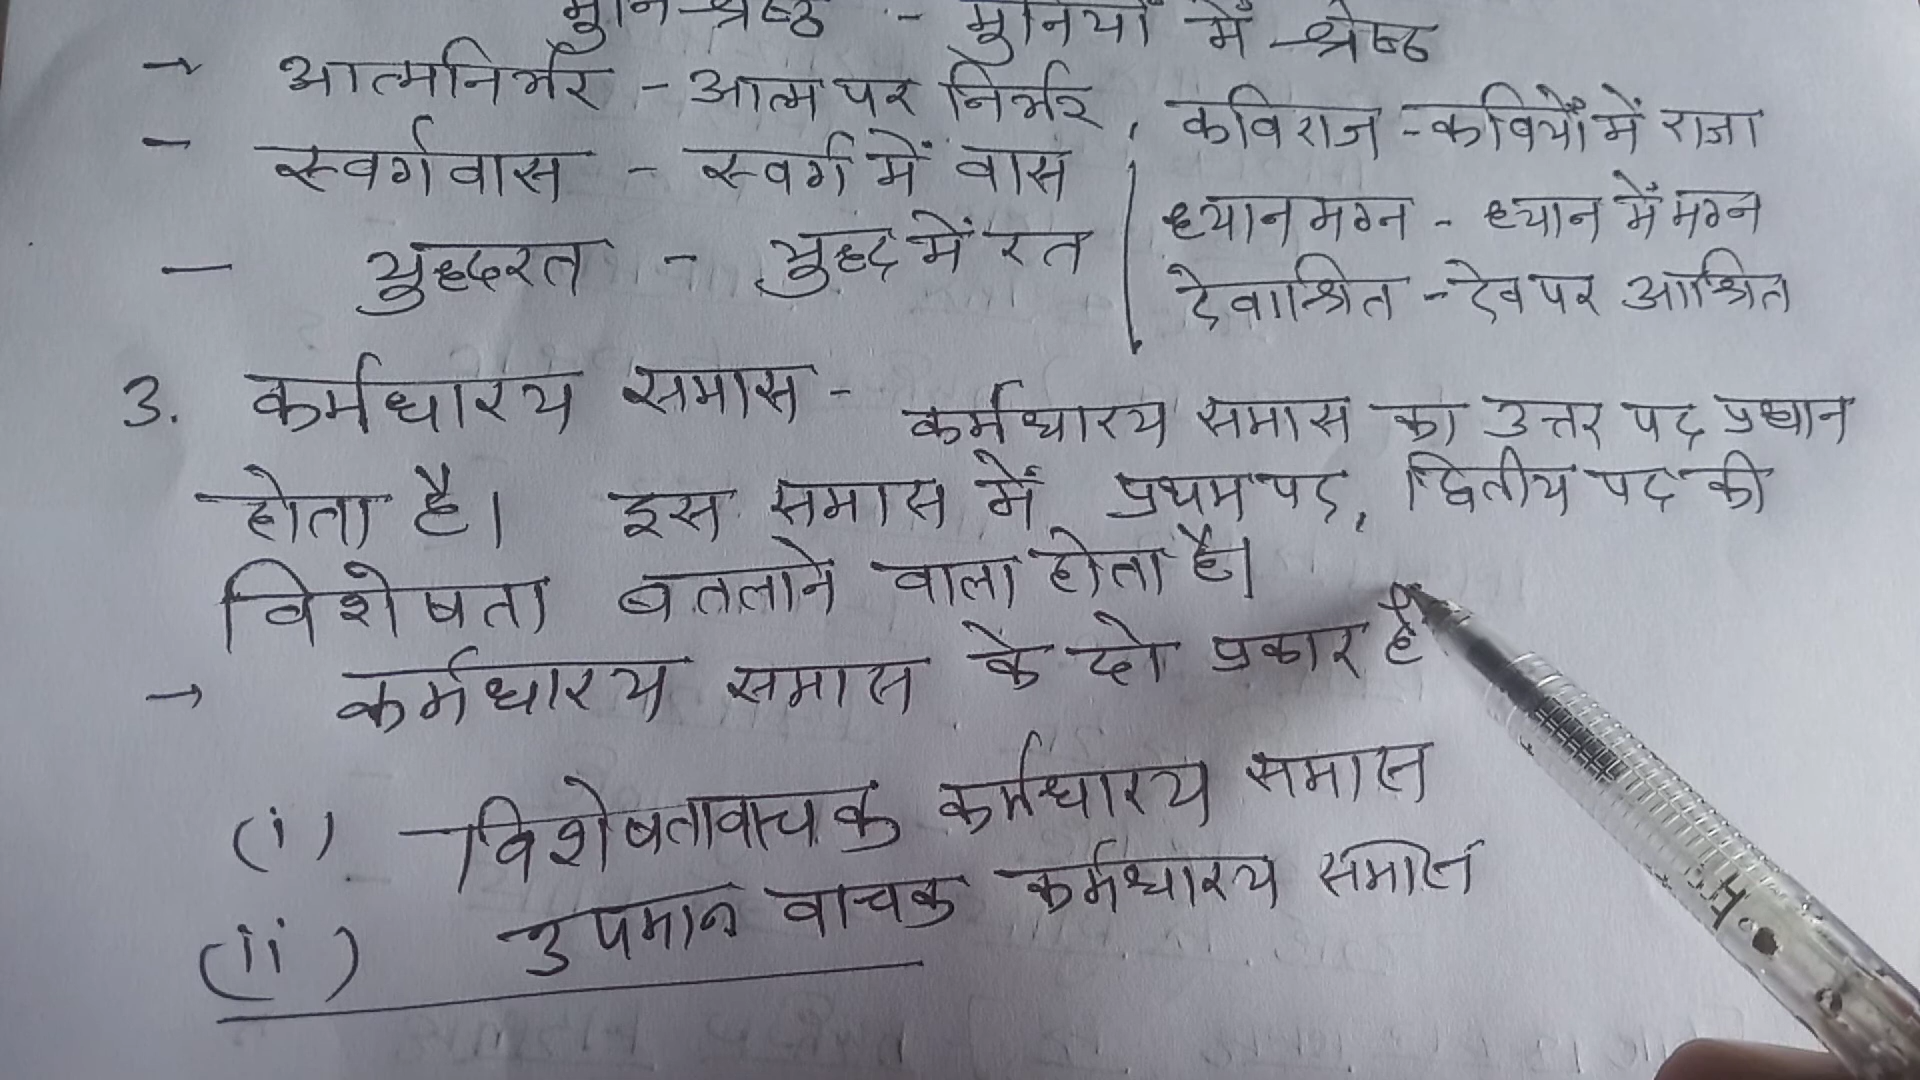 मुनि श्रेष्ठ - मुनियों में श्रेष्ठ
→ आत्मनिर्भर - आत्म पर निर्भर,
- स्वर्गवास - स्वर्ग में वास
- युद्धरत - युद्ध में रत
कविराज - कवियों में राजा
ध्यान मग्न - ध्यान में मग्न
देवाश्रित - देव पर आश्रित
3. कर्मधारय समास - कर्मधारय समास का उत्तर पद प्रधान
होता है। इस समास में प्रथम पद, द्वितीय पद की
विशेषता बतलाने वाला होता है।
→ कर्मधारय समास के दो प्रकार हैं
(i) विशेषतावाचक कर्मधारय समास
(ii) उपमान वाचक कर्मधारय समास